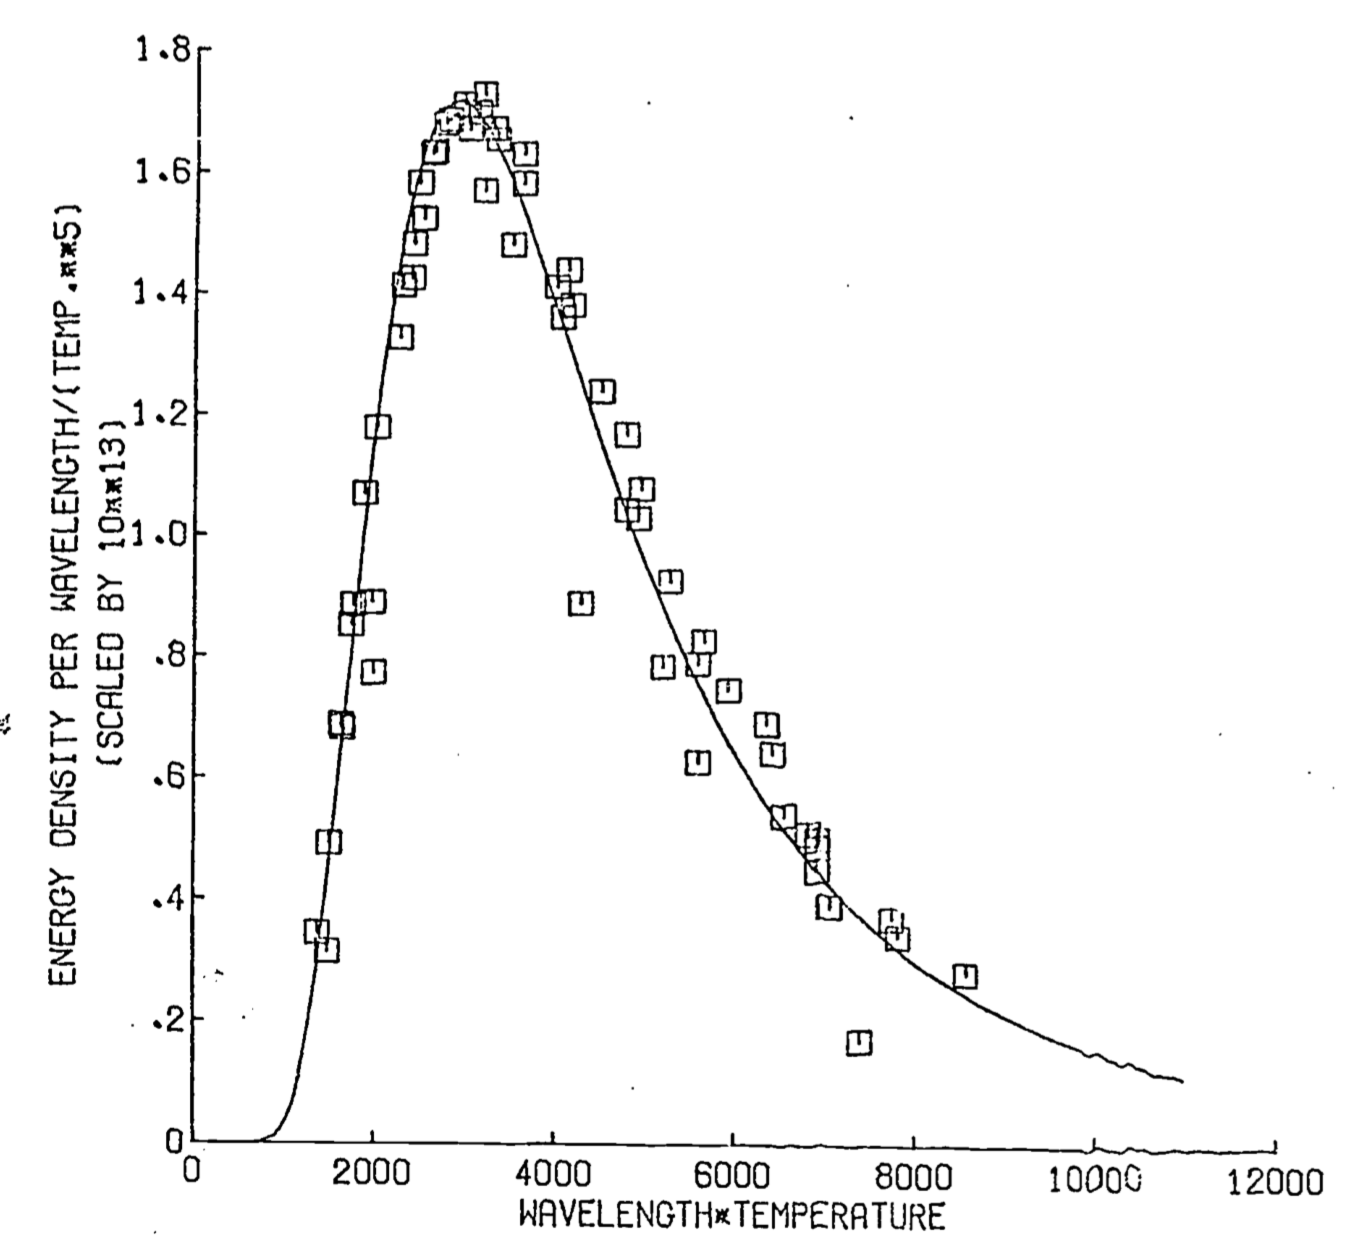 ENERGY DENSITY PER WAVELENGTH/(TEMP.**5)
(SCALED BY 10**13)
1.8
1.6
1.4
1.2
1.0
.8
.6
.4
.2
0
0 2000 4000 6000 8000 10000 12000
WAVELENGTH*TEMPERATURE